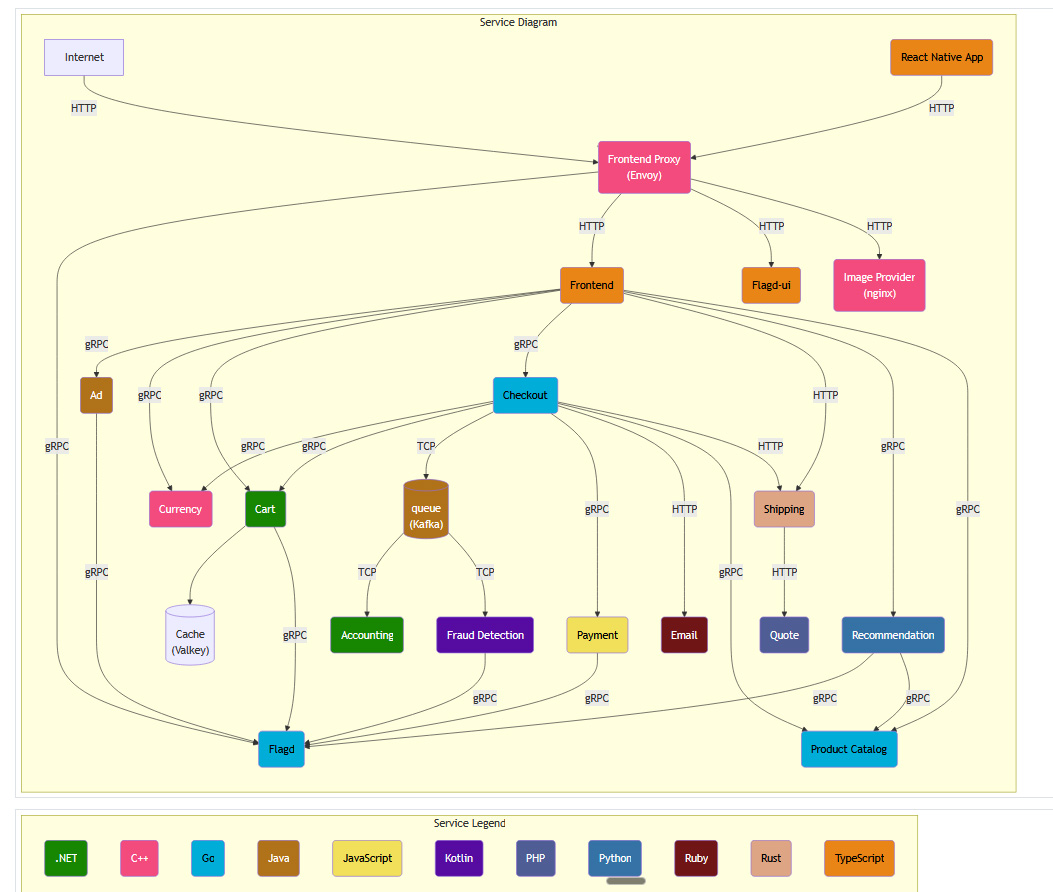 Service Diagram
Internet
React Native App
HTTP
HTTP
Frontend Proxy
(Envoy)
HTTP
HTTP
HTTP
Frontend
Flagd-ui
Image Provider
(nginx)
gRPC
gRPC
Ad
gRPC
gRPC
Checkout
HTTP
gRPC
gRPC
gRPC
TCP
HTTP
gRPC
Currency
Cart
queue
(Kafka)
gRPC
HTTP
Shipping
gRPC
gRPC
TCP
TCP
gRPC
HTTP
Cache
(Valkey)
gRPC
Accounting
Fraud Detection
Payment
Email
Quote
Recommendation
gRPC
gRPC
gRPC
gRPC
Flagd
Product Catalog
Service Legend
.NET
C++
Go
Java
JavaScript
Kotlin
PHP
Python
Ruby
Rust
TypeScript